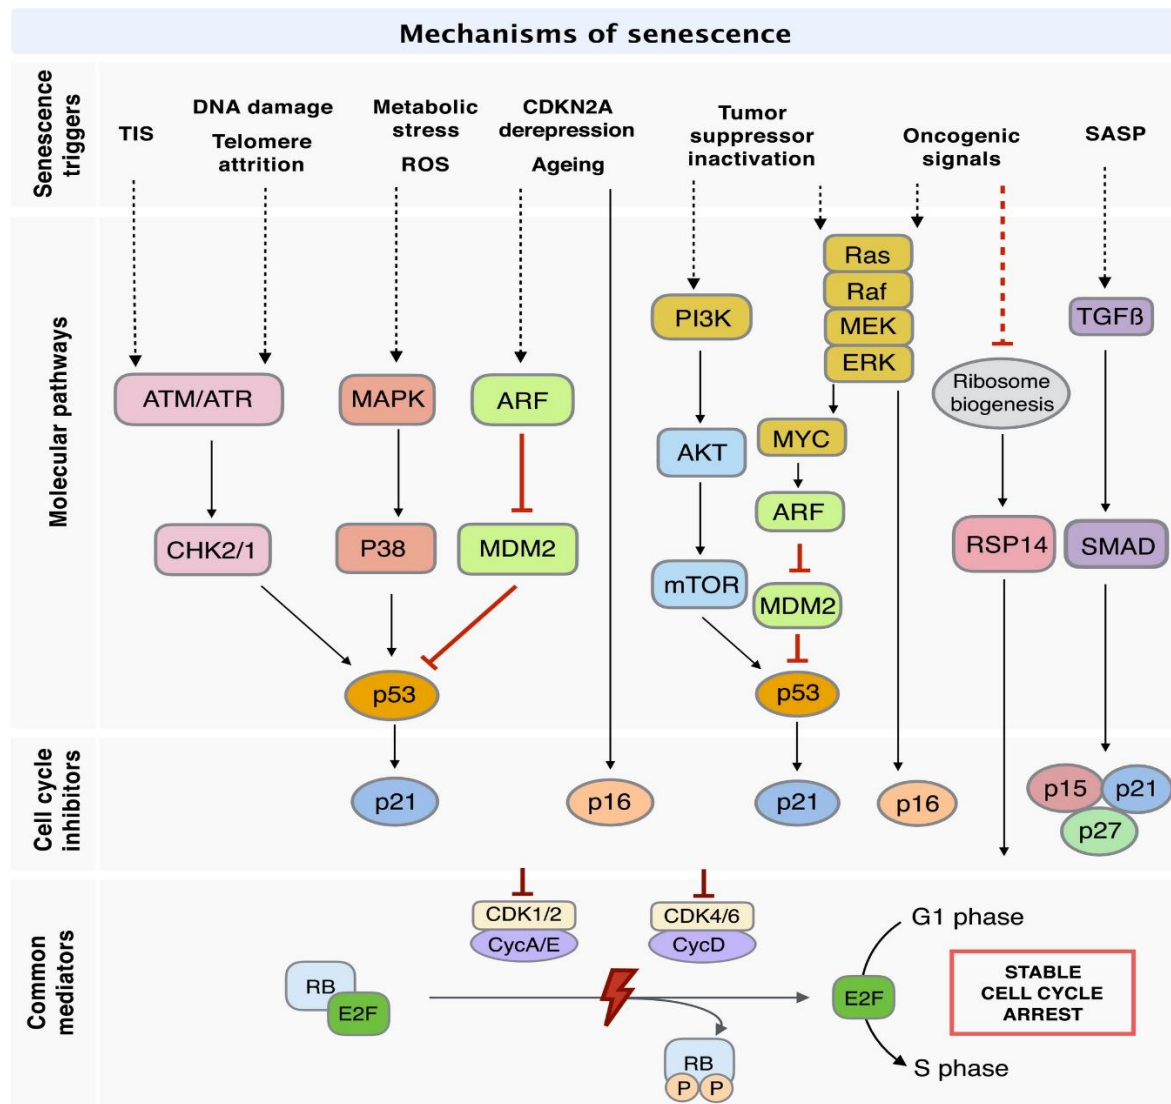 Mechanisms of senescence
Senescence
triggers
TIS
DNA damage
Telomere
attrition
Metabolic
stress
ROS
CDKN2A
derepression
Ageing
Tumor
suppressor
inactivation
Oncogenic
signals
SASP
Molecular pathways
Ras
Raf
MEK
ERK
PI3K
TGFß
ATM/ATR
MAPK
ARF
Ribosome
biogenesis
AKT
MYC
ARF
CHK2/1
P38
MDM2
RSP14
SMAD
mTOR
MDM2
p53
p53
Cell cycle
inhibitors
p21
p16
p21
p16
p15
p21
p27
Common
mediators
CDK1/2
CycA/E
CDK4/6
CycD
RB
E2F
RB
P P
G1 phase
E2F
S phase
STABLE
CELL CYCLE
ARREST